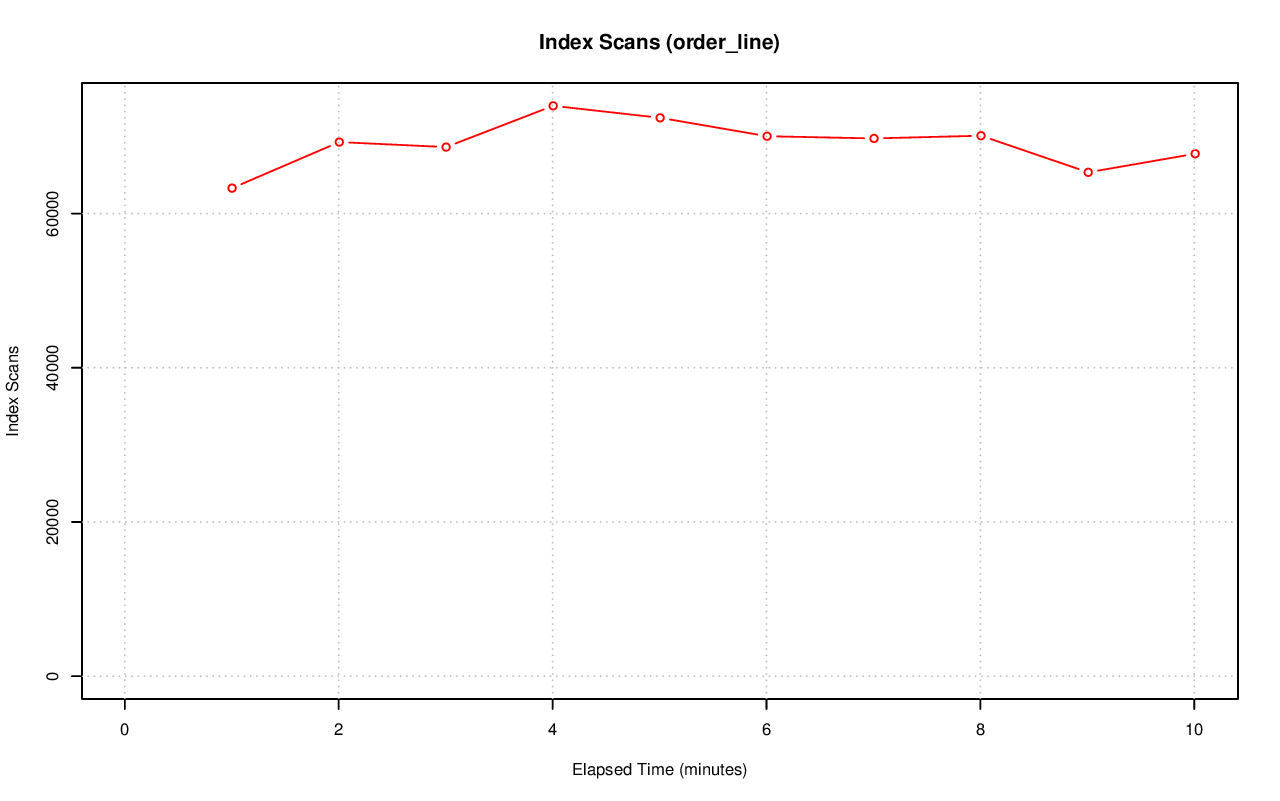 Index Scans (order_line)
Index Scans
60000
40000
20000
0
0 2 4 6 8 10
Elapsed Time (minutes)